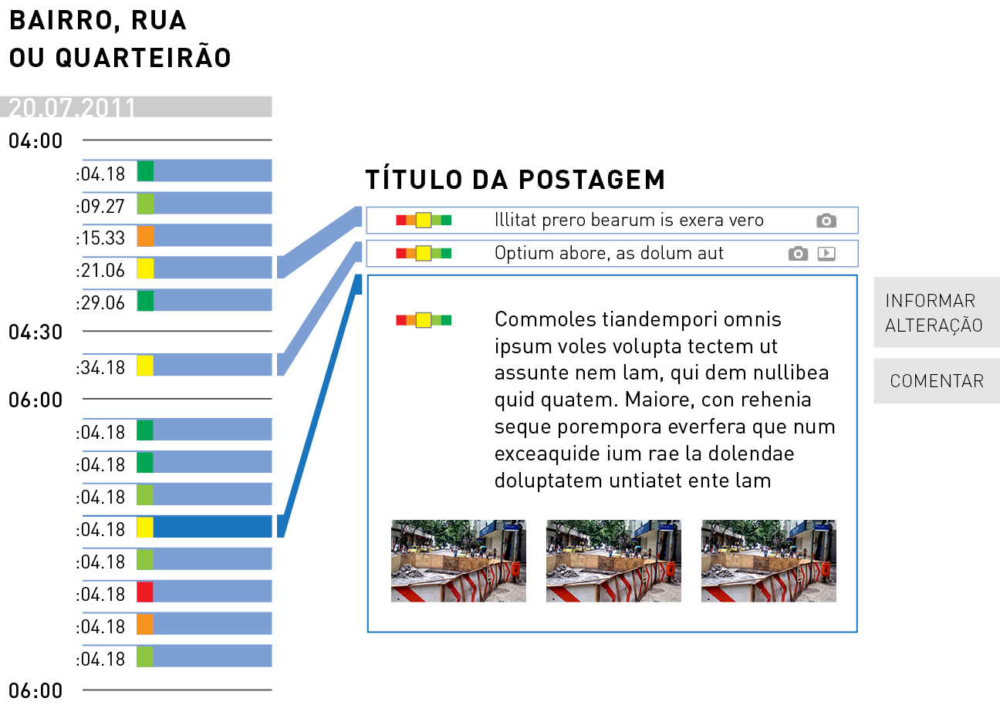 BAIRRO, RUA
OU QUARTEIRÃO
20.07.2011
04:00
:04.18
:09.27
:15.33
:21.06
:29.06
04:30
:34.18
06:00
:04.18
:04.18
:04.18
:04.18
:04.18
:04.18
:04.18
:04.18
06:00
TÍTULO DA POSTAGEM
Illitat prero bearum is exera vero
Optium abore, as dolum aut
Commoles tiandempori omnis
ipsum voles volupta tectem ut
assunte nem lam, qui dem nullibea
quid quatem. Maiore, con rehenia
seque porempora everfera que num
exceaquide ium rae la dolendae
doluptatem untiatet ente lam
INFORMAR
ALTERAÇÃO
COMENTAR